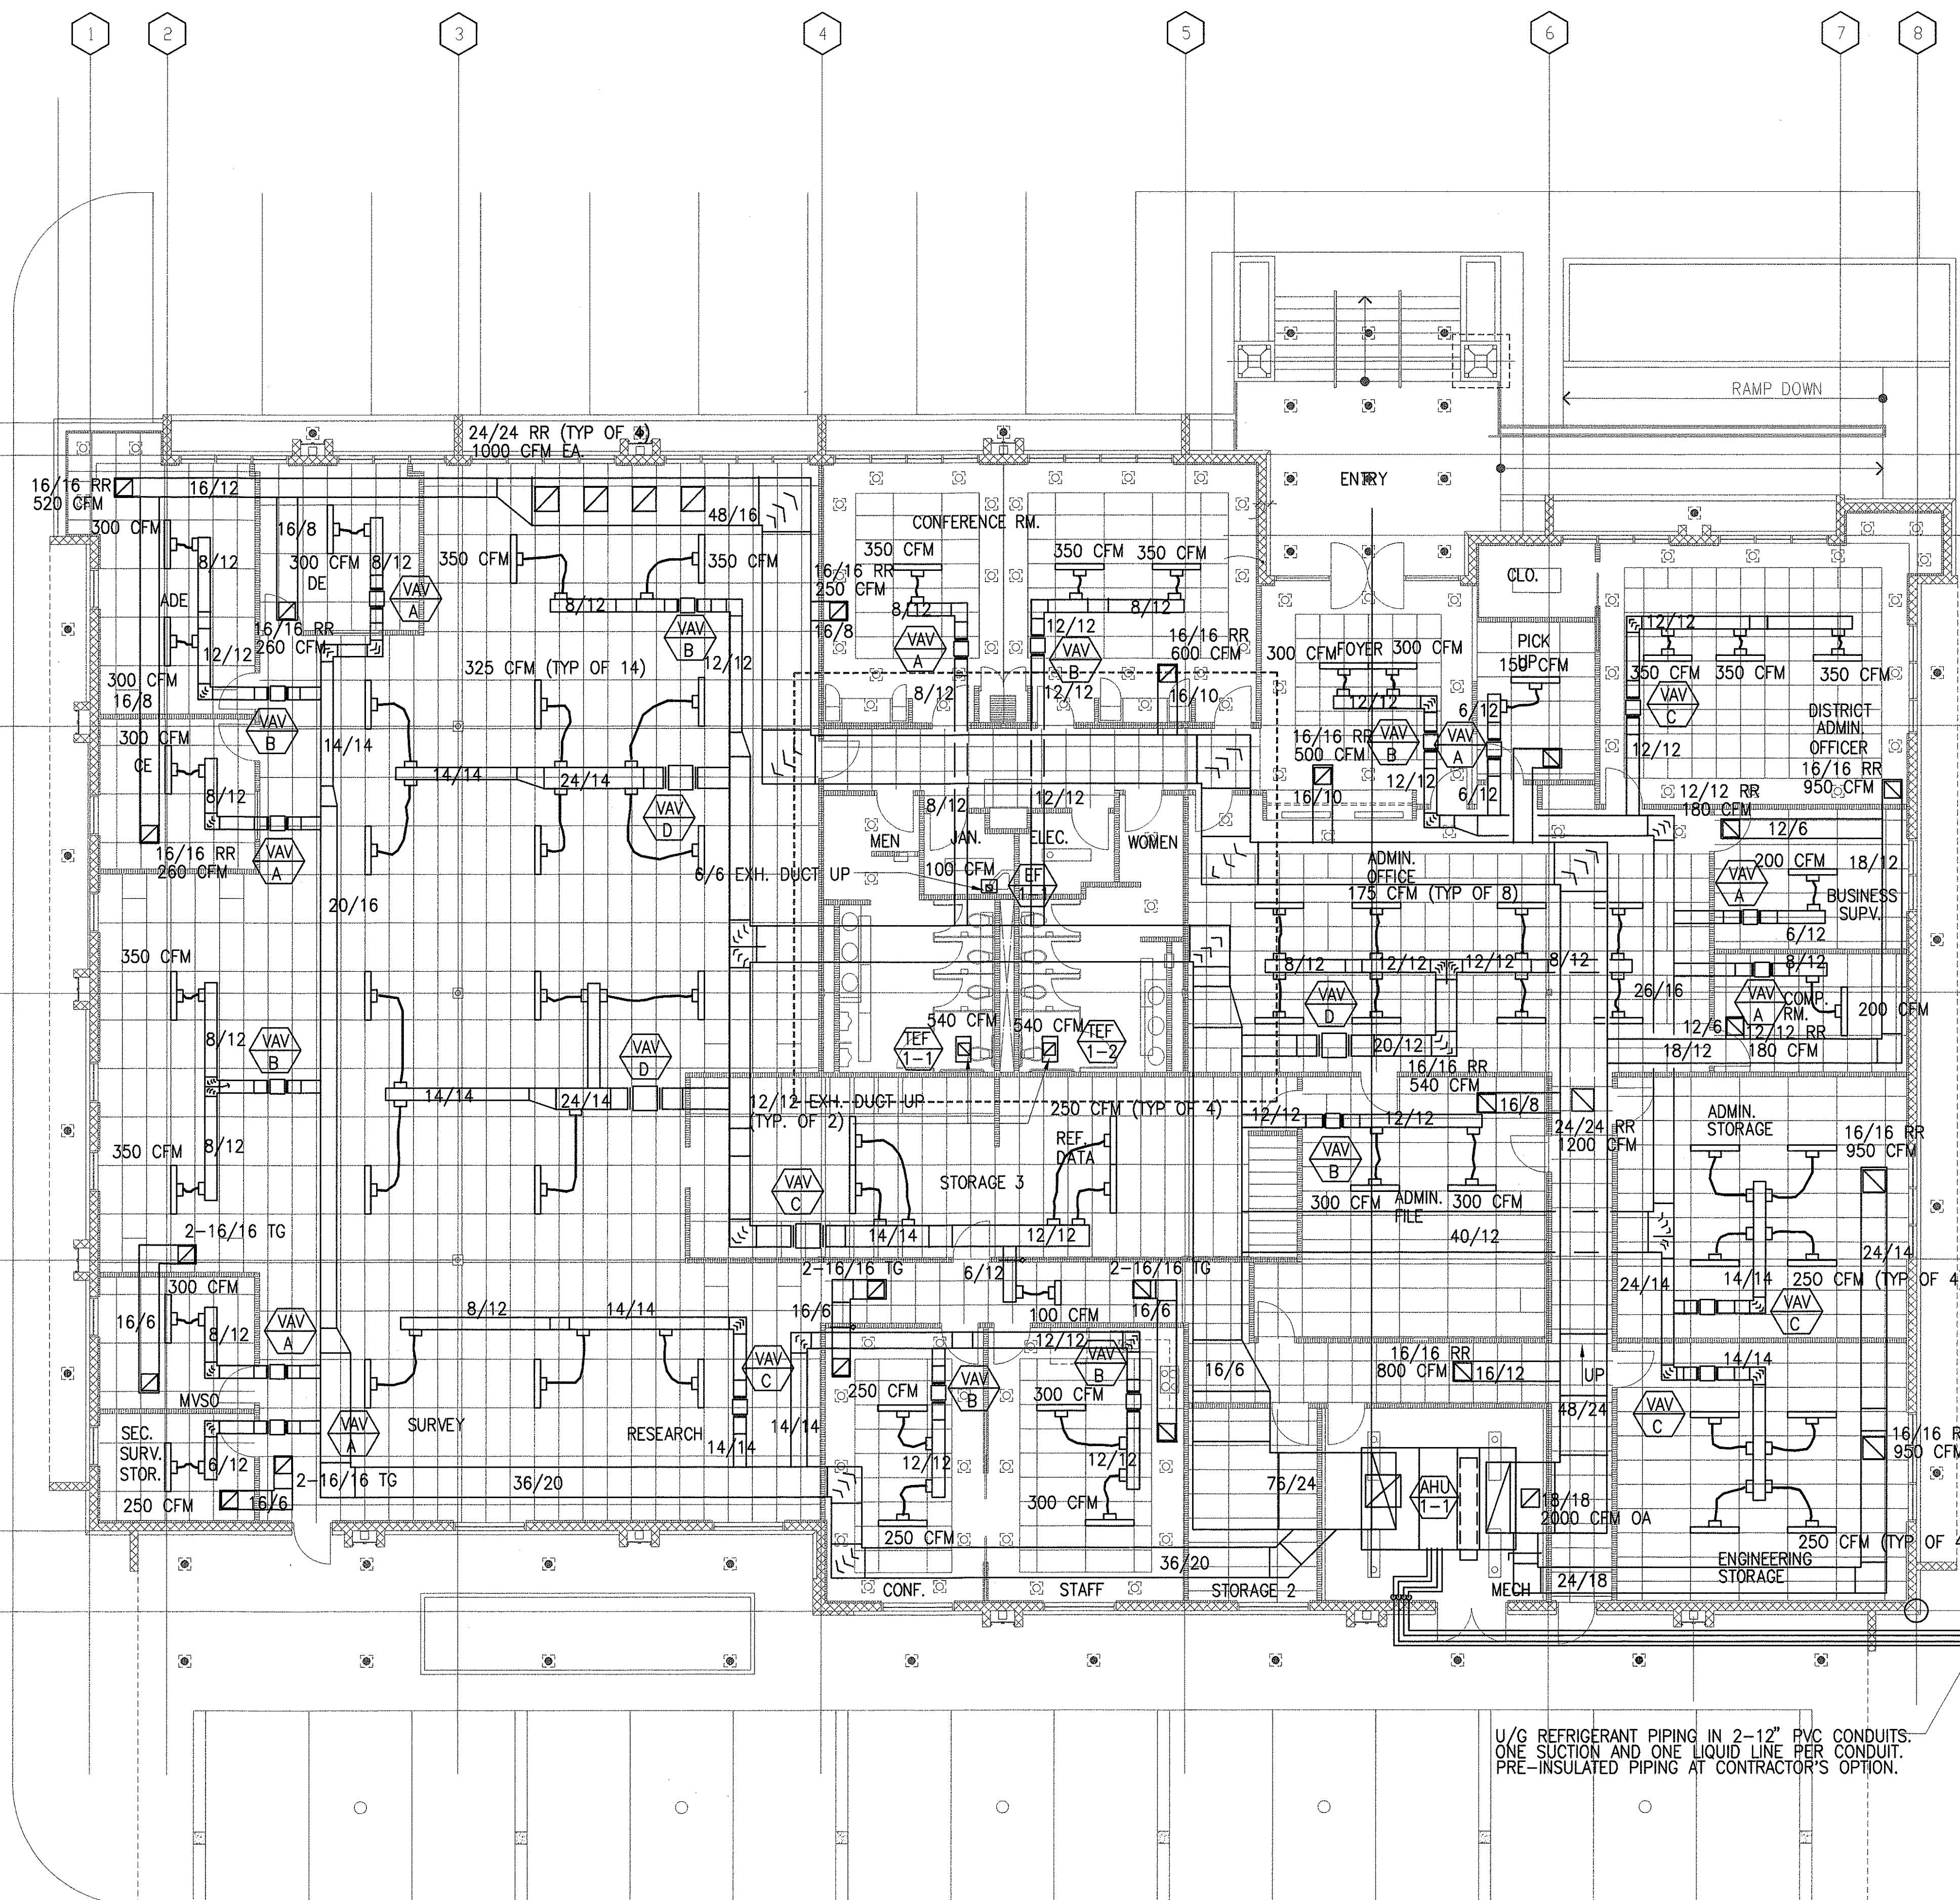 1
2
3
4
5
6
7
8
RAMP DOWN
24/24 RR (TYP OF 4)
1000 CFM EA.
16/16 RR
520 CFM
16/12
ENTRY
48/16
CONFERENCE RM.
300 CFM
16/8
8/12
300 CFM
DE
8/12
VAV
A
350 CFM
350 CFM
350 CFM
350 CFM
350 CFM
16/16 RR
250 CFM
CLO.
ADE
8/12
8/12
8/12
16/8
16/16 RR
260 CFM
12/12
VAV
B
12/12
VAV
A
12/12
VAV
B
16/16 RR
600 CFM
300 CFM
FOYER
300 CFM
PICK
UP
150 CFM
12/12
350 CFM
350 CFM
350 CFM
325 CFM (TYP OF 14)
300 CFM
16/8
8/12
12/12
16/10
12/12
6/12
VAV
C
DISTRICT
ADMIN.
OFFICER
VAV
B
14/14
300 CFM
CE
16/16 RR
500 CFM
VAV
B
VAV
A
12/12
16/16 RR
950 CFM
14/14
24/14
8/12
12/12
16/10
12/12
6/12
12/12 RR
180 CFM
8/12
VAV
D
12/6
MEN
JAN.
ELEC.
WOMEN
16/16 RR
260 CFM
VAV
A
6/6 EXH. DUCT UP
100 CFM
EF
1-1
ADMIN.
OFFICE
175 CFM (TYP OF 8)
200 CFM
18/12
VAV
A
BUSINESS
SUPV.
20/16
6/12
350 CFM
8/12
12/12
12/12
8/12
8/12
26/16
VAV
D
VAV
A
COMP.
RM.
200 CFM
540 CFM
540 CFM
TEF
1-1
TEF
1-2
12/6
12/12 RR
180 CFM
8/12
VAV
B
VAV
D
20/12
18/12
16/16 RR
540 CFM
14/14
24/14
12/12 EXH. DUCT UP
(TYP. OF 2)
250 CFM (TYP OF 4)
12/12
12/12
16/8
24/24 RR
1200 CFM
ADMIN.
STORAGE
16/16 RR
950 CFM
350 CFM
8/12
REF.
DATA
VAV
B
STORAGE 3
VAV
C
300 CFM
ADMIN.
FILE
300 CFM
2-16/16 TG
14/14
12/12
40/12
24/14
2-16/16 TG
6/12
2-16/16 TG
300 CFM
24/14
14/14
250 CFM (TYP OF 4
16/6
8/12
VAV
A
8/12
14/14
16/6
100 CFM
16/6
VAV
C
12/12
VAV
B
VAV
C
VAV
B
16/6
16/16 RR
800 CFM
16/12
UP
14/14
MVSO
250 CFM
300 CFM
48/24
VAV
C
SEC.
SURV.
STOR.
VAV
A
SURVEY
RESEARCH
14/14
14/14
12/12
12/12
16/16 R
950 CFM
6/12
2-16/16 TG
36/20
76/24
AHU
1-1
18/18
2000 CFM OA
250 CFM
16/6
300 CFM
250 CFM
250 CFM (TYP OF 4
36/20
ENGINEERING
STORAGE
CONF.
STAFF
STORAGE 2
MECH
24/18
U/G REFRIGERANT PIPING IN 2-12" PVC CONDUITS.
ONE SUCTION AND ONE LIQUID LINE PER CONDUIT.
PRE-INSULATED PIPING AT CONTRACTOR'S OPTION.